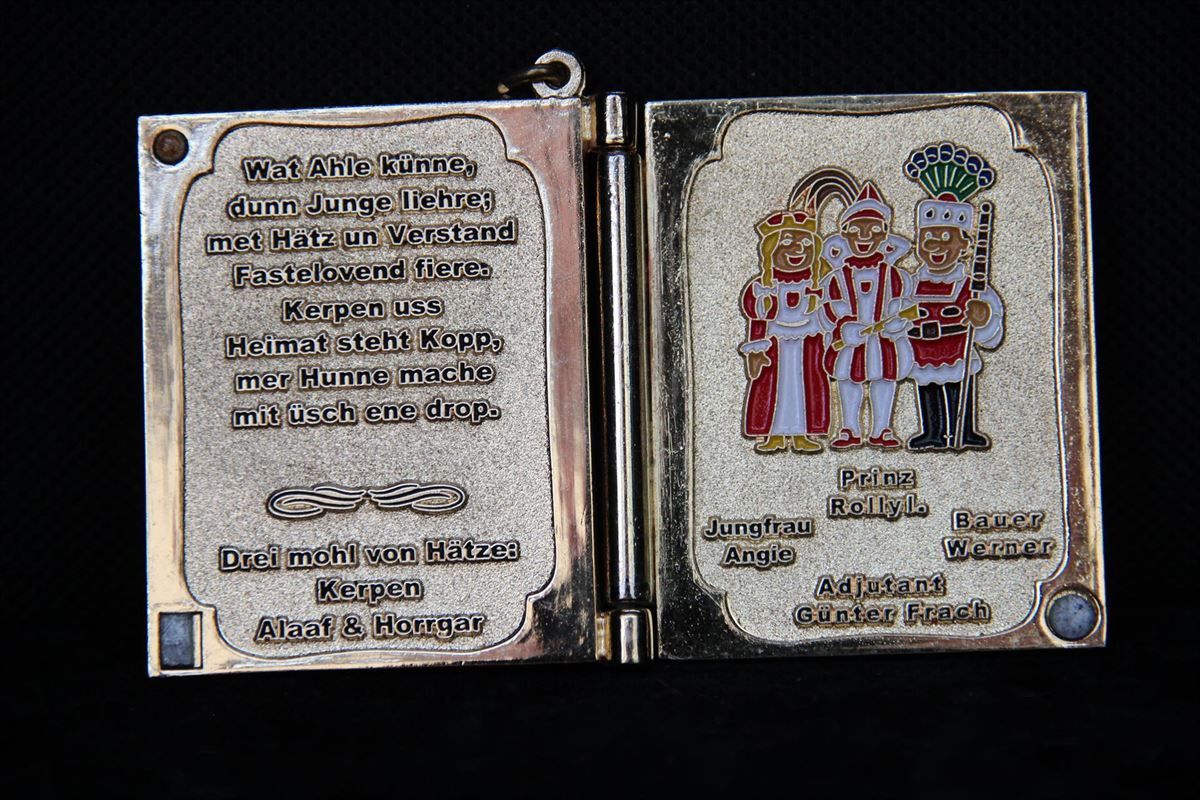 Wat Ahle künne,
dunn Junge liehre;
met Hätz un Verstand
Fastelovend fiere.
Kerpen uss
Heimat steht Kopp,
mer Hunne mache
mit üsch ene drop.
Drei mohl von Hätze:
Kerpen
Alaaf & Horrgar
Prinz
RollyI.
Jungfrau
Angie
Bauer
Werner
Adjutant
Günter Frach